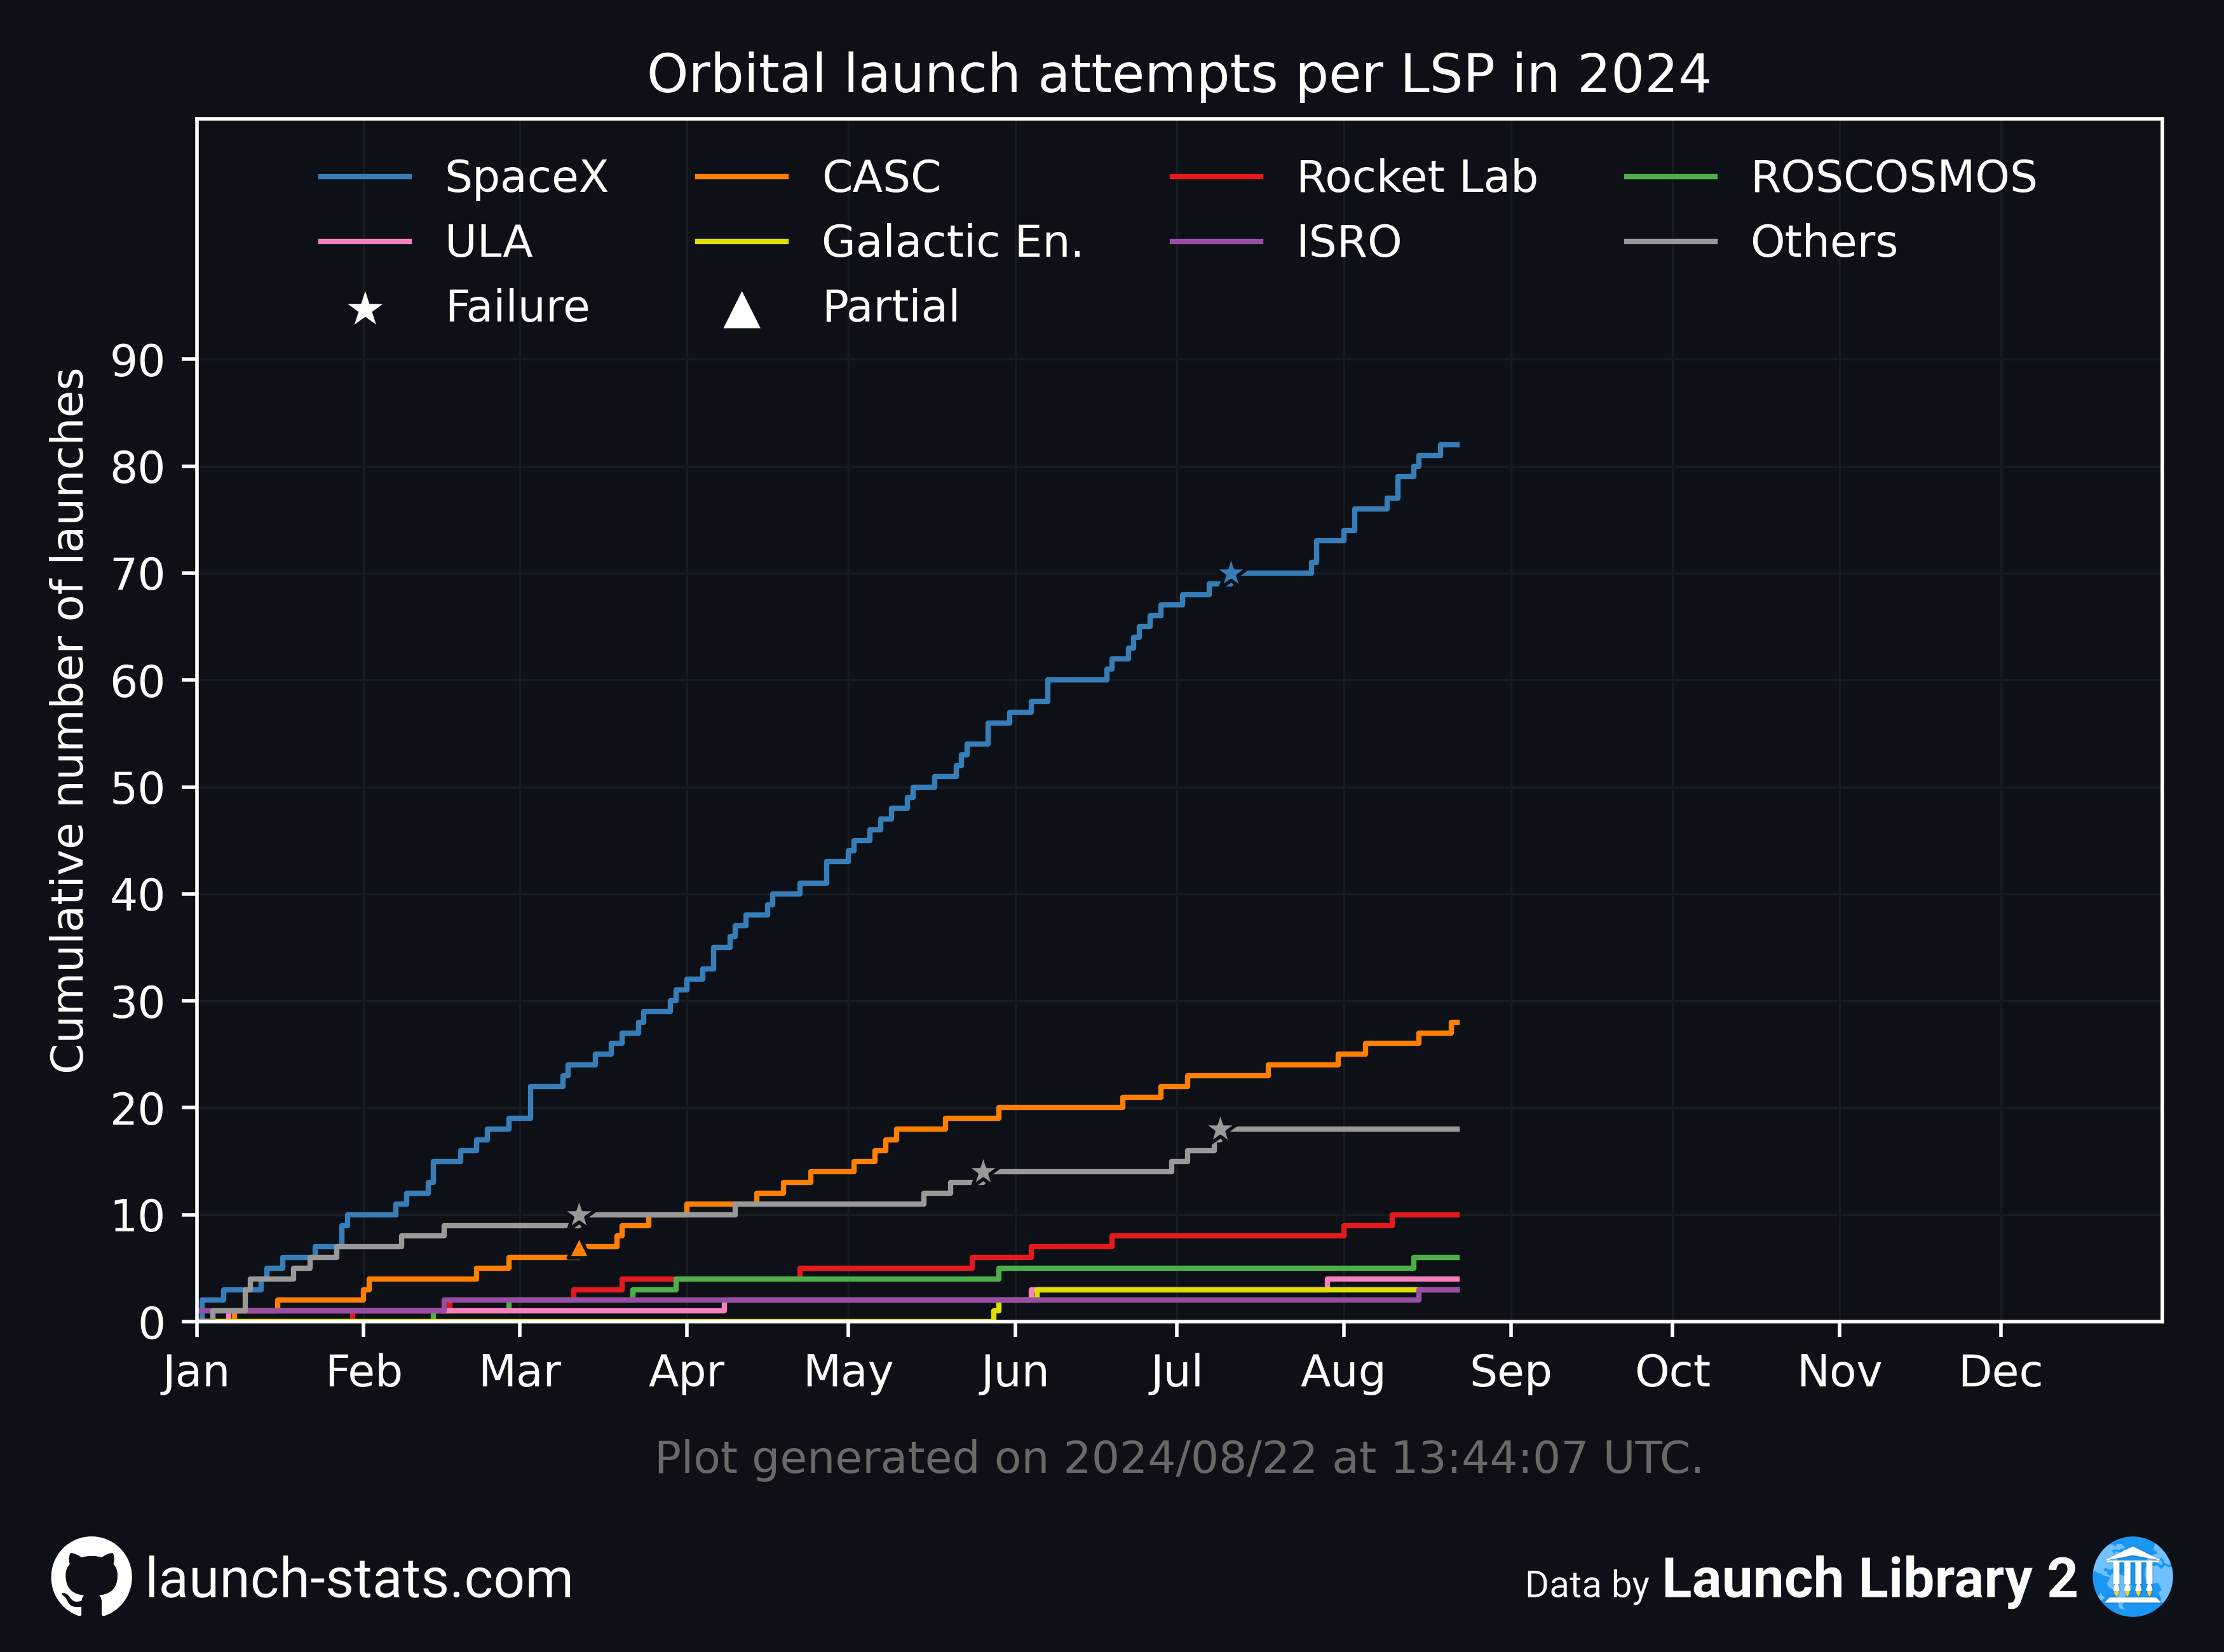 Orbital launch attempts per LSP in 2024
SpaceX CASC Rocket Lab ROSCOSMOS
ULA Galactic En. ISRO Others
Failure Partial
Cumulative number of launches
90
80
70
60
50
40
30
20
10
0
Jan Feb Mar Apr May Jun Jul Aug Sep Oct Nov Dec
Plot generated on 2024/08/22 at 13:44:07 UTC.
launch-stats.com
Data by Launch Library 2